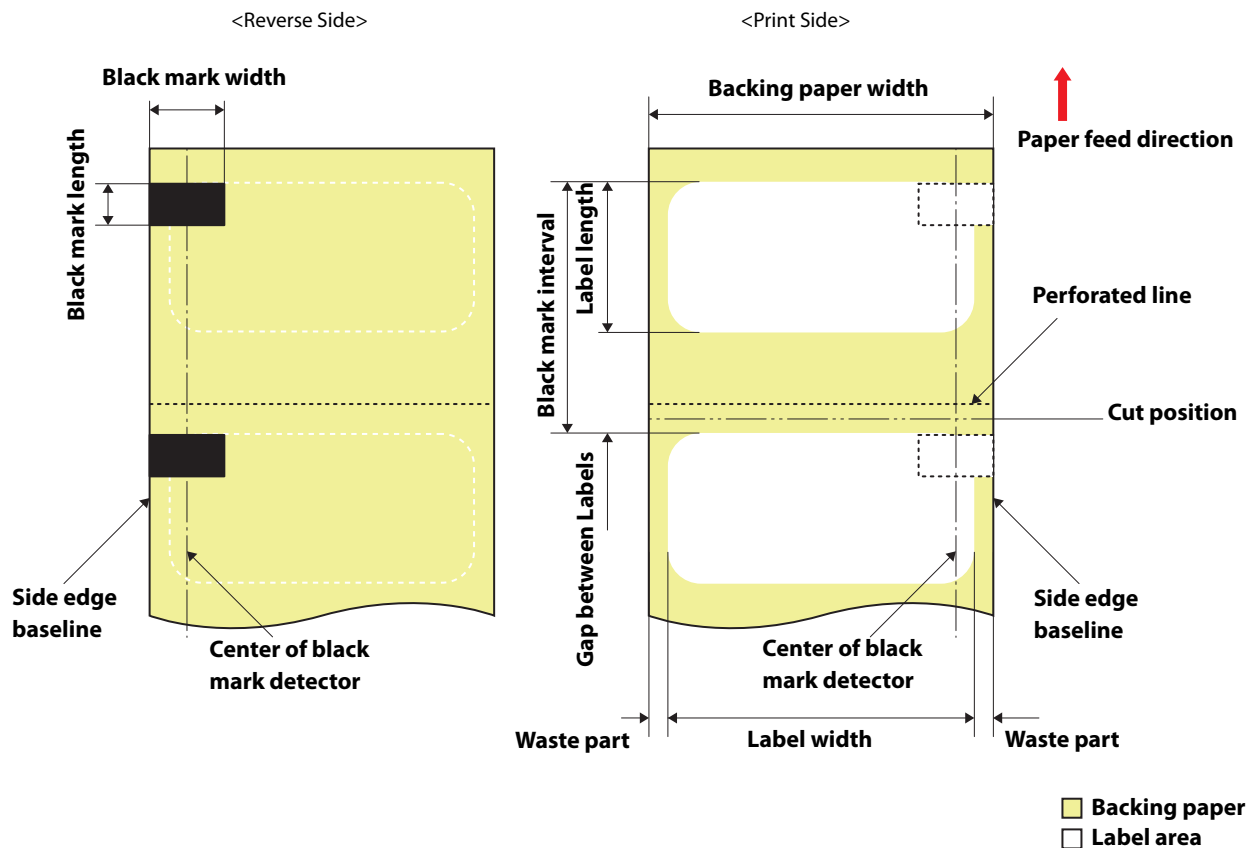 <Reverse Side>
<Print Side>
Black mark width
Backing paper width
Paper feed direction
Black mark length
Black mark interval
Label length
Perforated line
Cut position
Gap between Labels
Side edge
baseline
Center of black
mark detector
Center of black
mark detector
Side edge
baseline
Waste part
Label width
Waste part
Backing paper
Label area